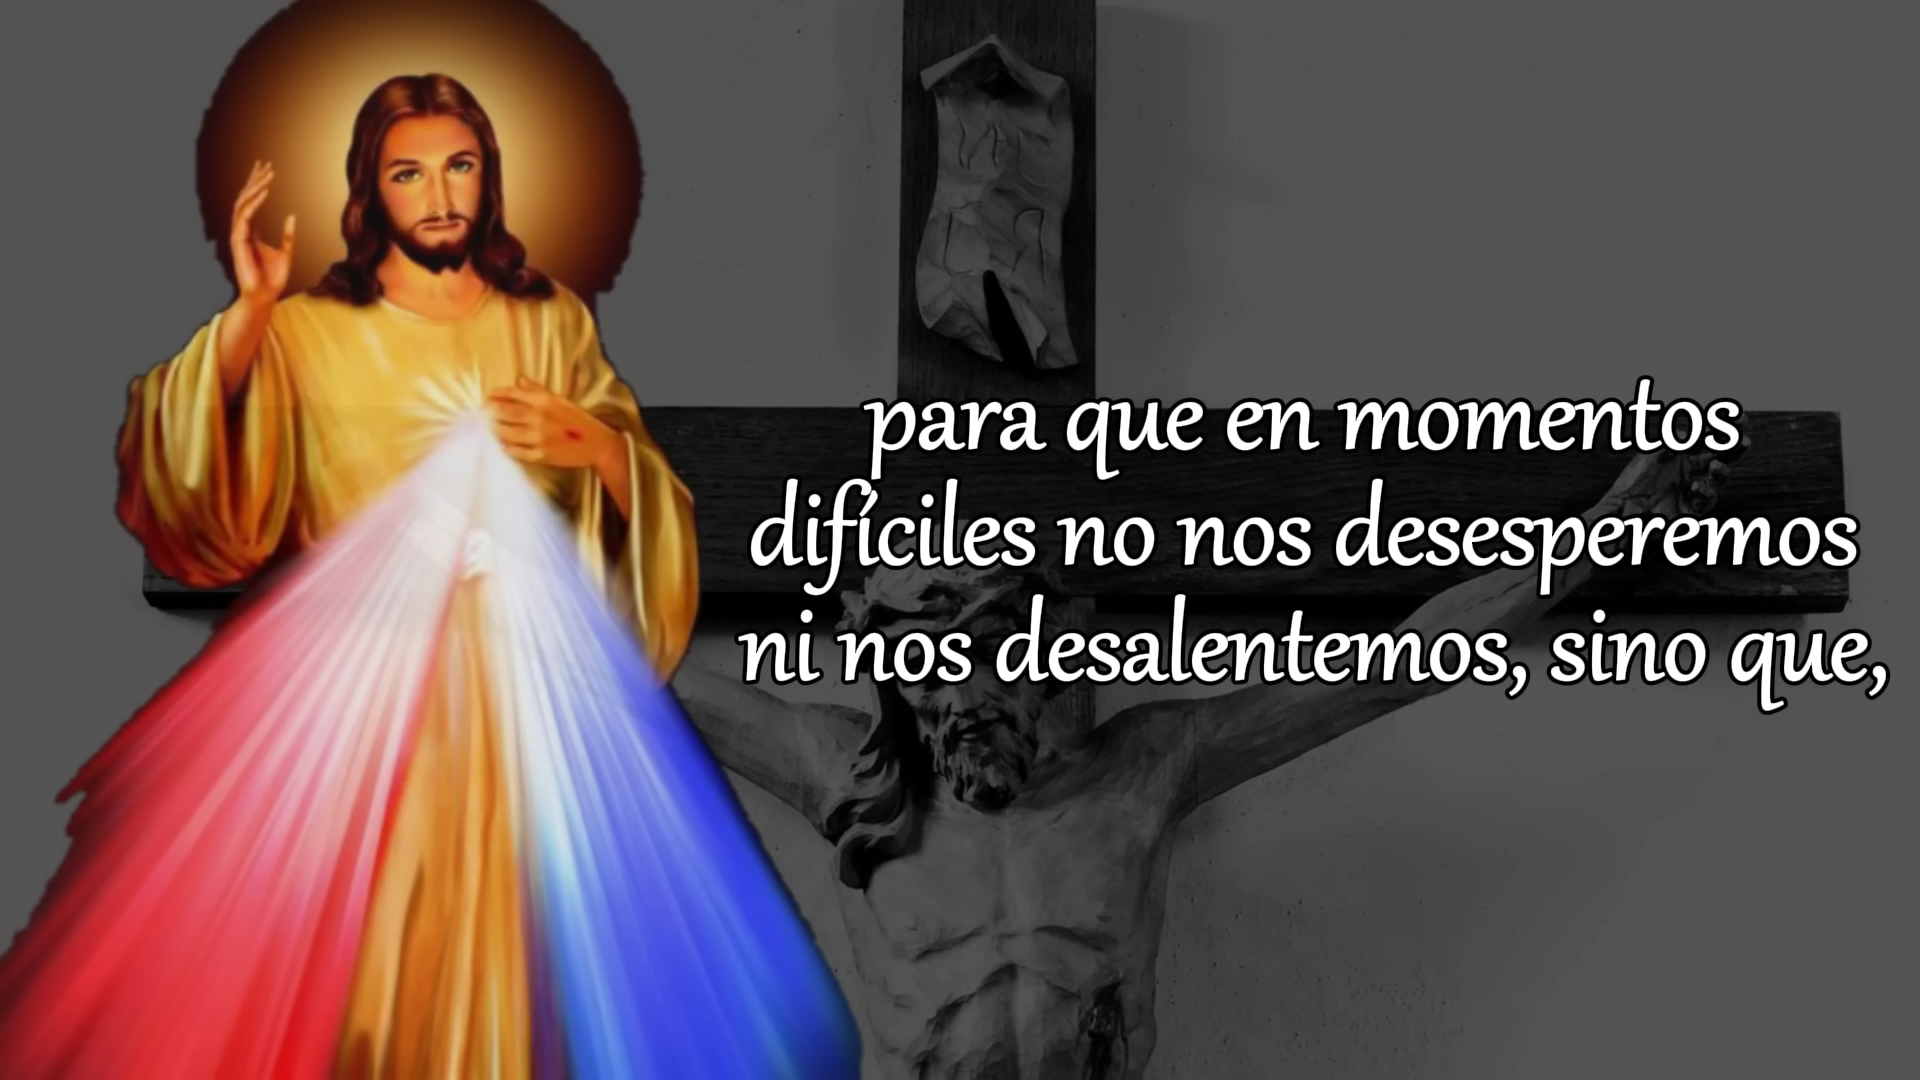 para que en momentos
difíciles no nos desesperemos
ni nos desalentemos, sino que,